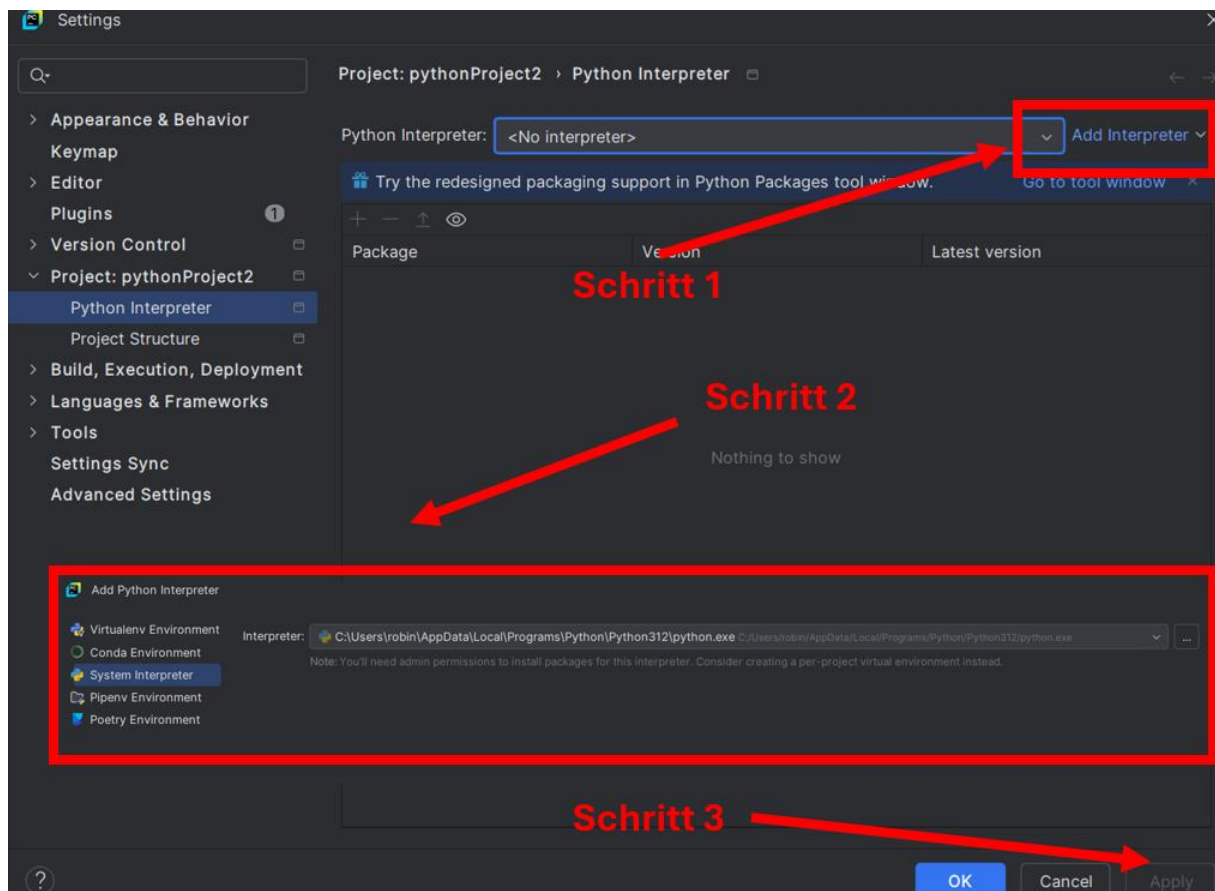 Settings
Project: pythonProject2 › Python Interpreter
Appearance & Behavior
Keymap
Editor
Plugins 1
Version Control
Project: pythonProject2
Python Interpreter
Project Structure
Build, Execution, Deployment
Languages & Frameworks
Tools
Settings Sync
Advanced Settings
Python Interpreter: <No interpreter> Add Interpreter
Try the redesigned packaging support in Python Packages tool window. Go to tool window
Package Version Latest version
Schritt 1
Schritt 2
Nothing to show
Add Python Interpreter
Virtualenv Environment
Conda Environment
System Interpreter
Pipenv Environment
Poetry Environment
Interpreter: C:\Users\robin\AppData\Local\Programs\Python\Python312\python.exe C:/Users/robin/AppData/Local/Programs/Python/Python312/python.exe ...
Note: You'll need admin permissions to install packages for this interpreter. Consider creating a per-project virtual environment instead.
Schritt 3
? OK Cancel Apply